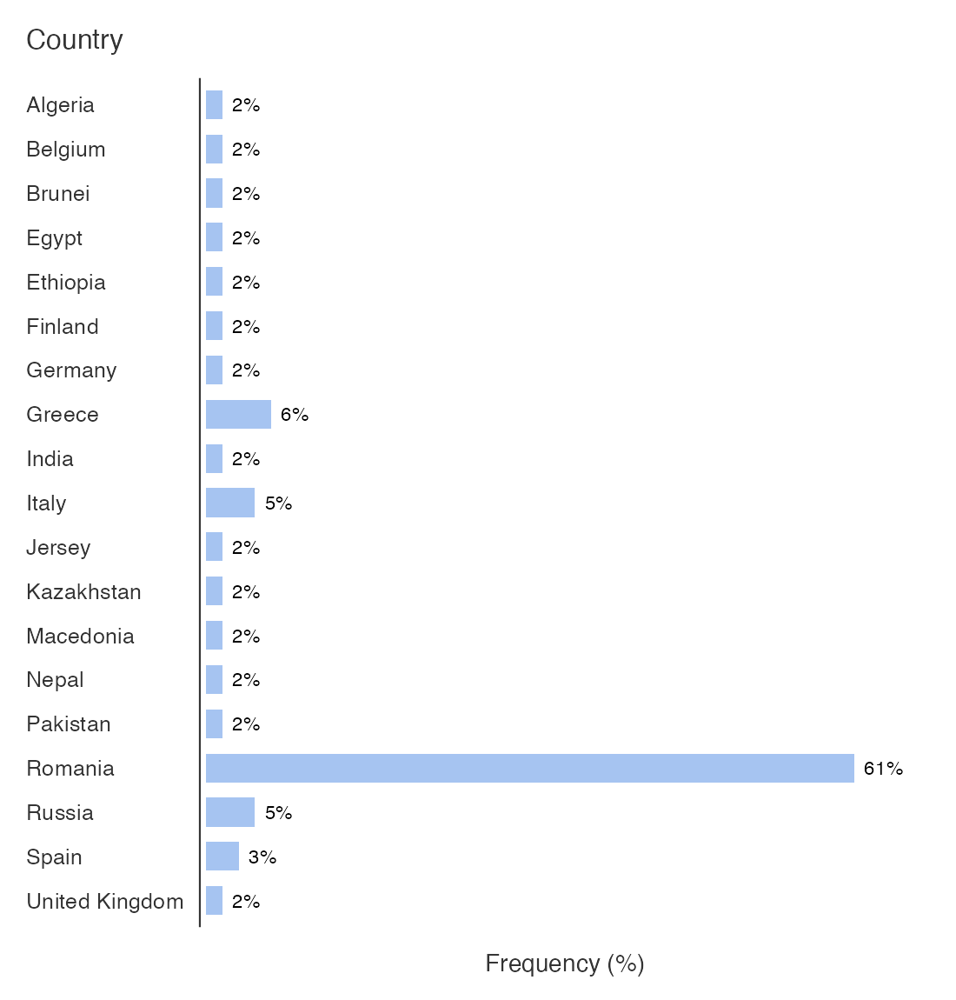 Country
Algeria 2%
Belgium 2%
Brunei 2%
Egypt 2%
Ethiopia 2%
Finland 2%
Germany 2%
Greece 6%
India 2%
Italy 5%
Jersey 2%
Kazakhstan 2%
Macedonia 2%
Nepal 2%
Pakistan 2%
Romania 61%
Russia 5%
Spain 3%
United Kingdom 2%
Frequency (%)